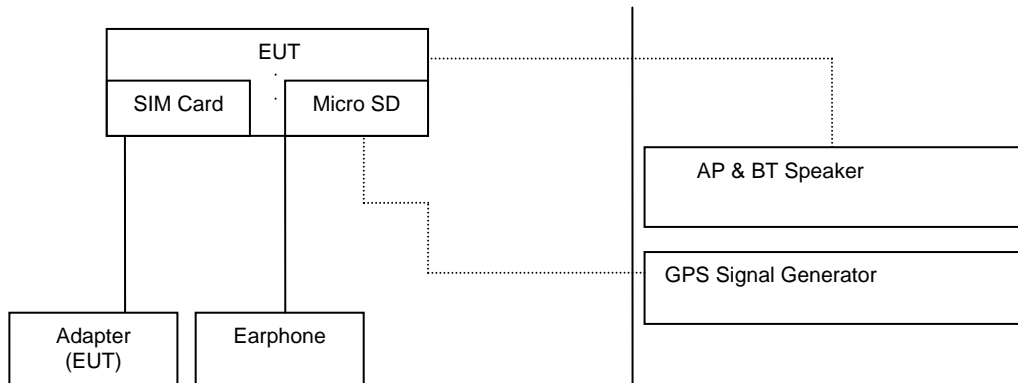 EUT
SIM Card
Micro SD
AP & BT Speaker
GPS Signal Generator
Adapter
(EUT)
Earphone